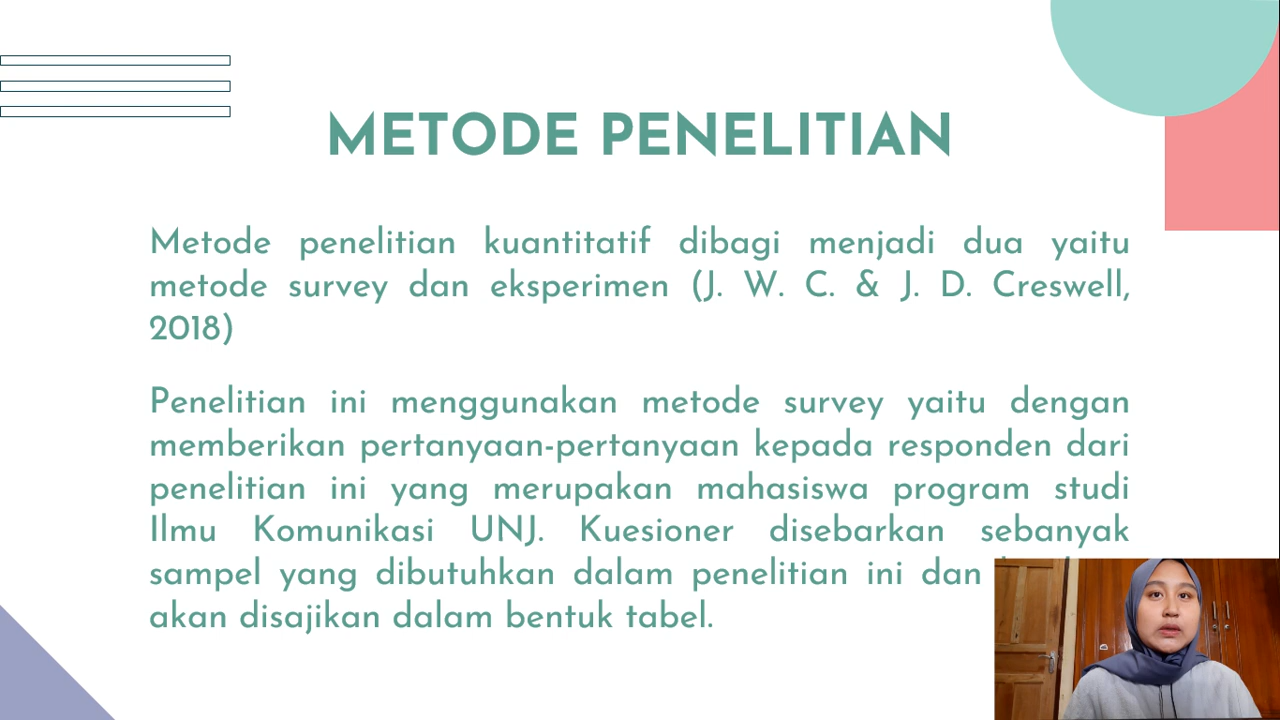 METODE PENELITIAN
Metode penelitian kuantitatif dibagi menjadi dua yaitu
metode survey dan eksperimen (J. W. C. & J. D. Creswell,
2018)
Penelitian ini menggunakan metode survey yaitu dengan
memberikan pertanyaan-pertanyaan kepada responden dari
penelitian ini yang merupakan mahasiswa program studi
Ilmu Komunikasi UNJ. Kuesioner disebarkan sebanyak
sampel yang dibutuhkan dalam penelitian ini dan
akan disajikan dalam bentuk tabel.